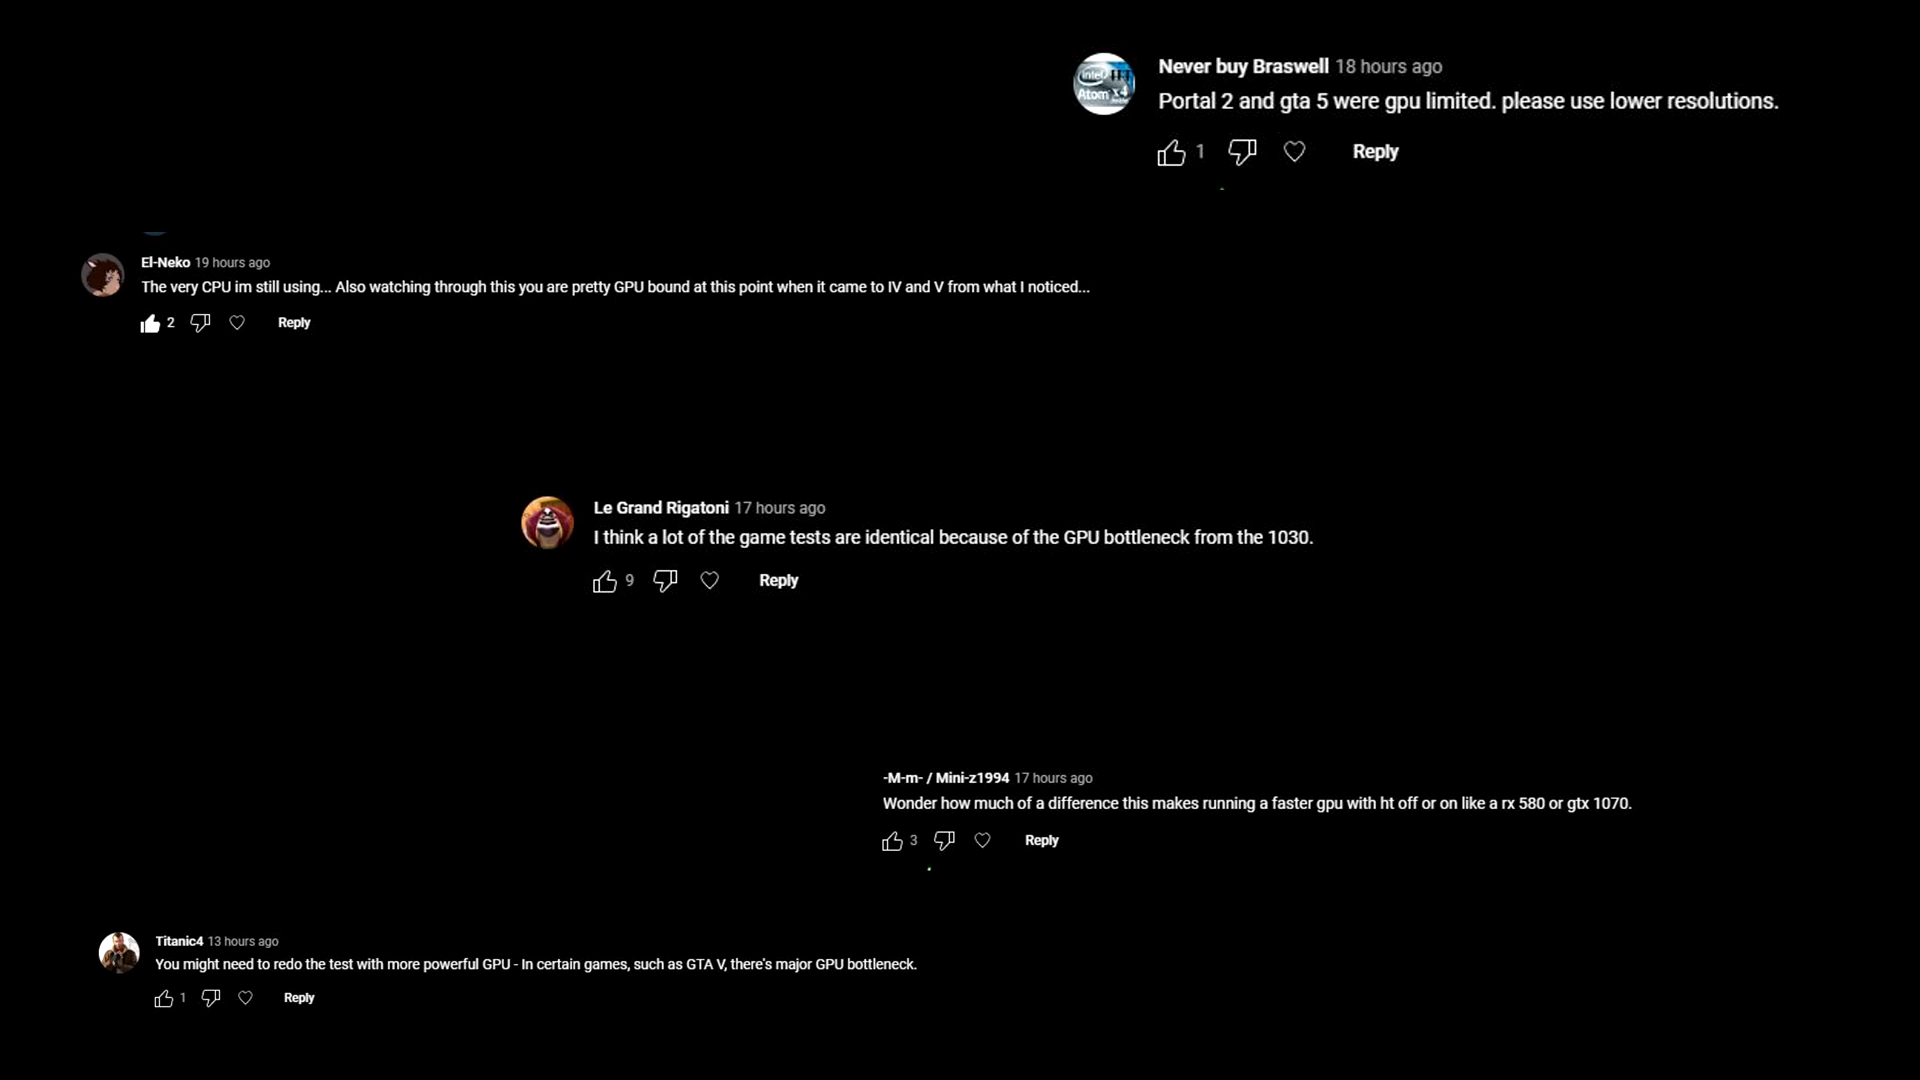 Never buy Braswell 18 hours ago
intel
Atom x4
Portal 2 and gta 5 were gpu limited. please use lower resolutions.
1 Reply
El-Neko 19 hours ago
The very CPU im still using... Also watching through this you are pretty GPU bound at this point when it came to IV and V from what I noticed...
2 Reply
Le Grand Rigatoni 17 hours ago
I think a lot of the game tests are identical because of the GPU bottleneck from the 1030.
9 Reply
-M-m- / Mini-z1994 17 hours ago
Wonder how much of a difference this makes running a faster gpu with ht off or on like a rx 580 or gtx 1070.
3 Reply
Titanic4 13 hours ago
You might need to redo the test with more powerful GPU - In certain games, such as GTA V, there's major GPU bottleneck.
1 Reply